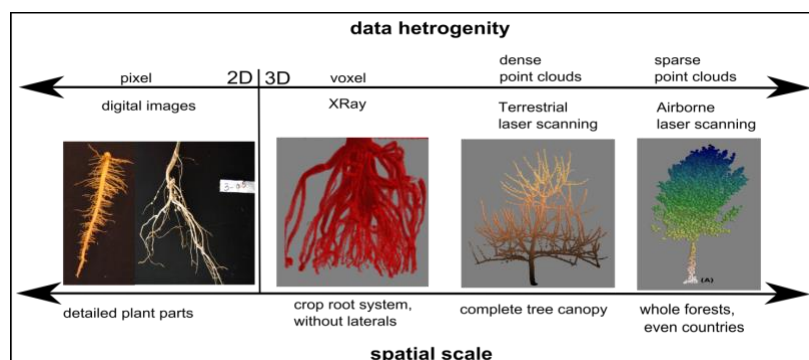 data hetrogenity
pixel 2D 3D voxel dense point clouds sparse point clouds
digital images XRay Terrestrial laser scanning Airborne laser scanning
3-05
(A)
detailed plant parts crop root system, without laterals complete tree canopy whole forests, even countries
spatial scale